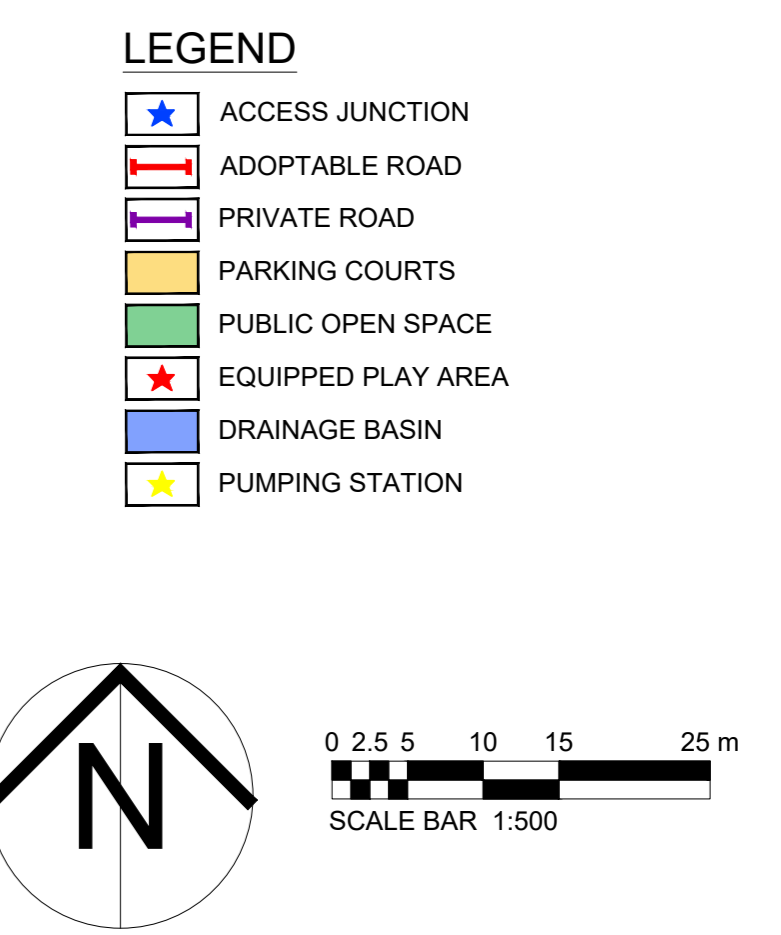 LEGEND
ACCESS JUNCTION
ADOPTABLE ROAD
PRIVATE ROAD
PARKING COURTS
PUBLIC OPEN SPACE
EQUIPPED PLAY AREA
DRAINAGE BASIN
PUMPING STATION
N
0 2.5 5 10 15 25 m
SCALE BAR 1:500